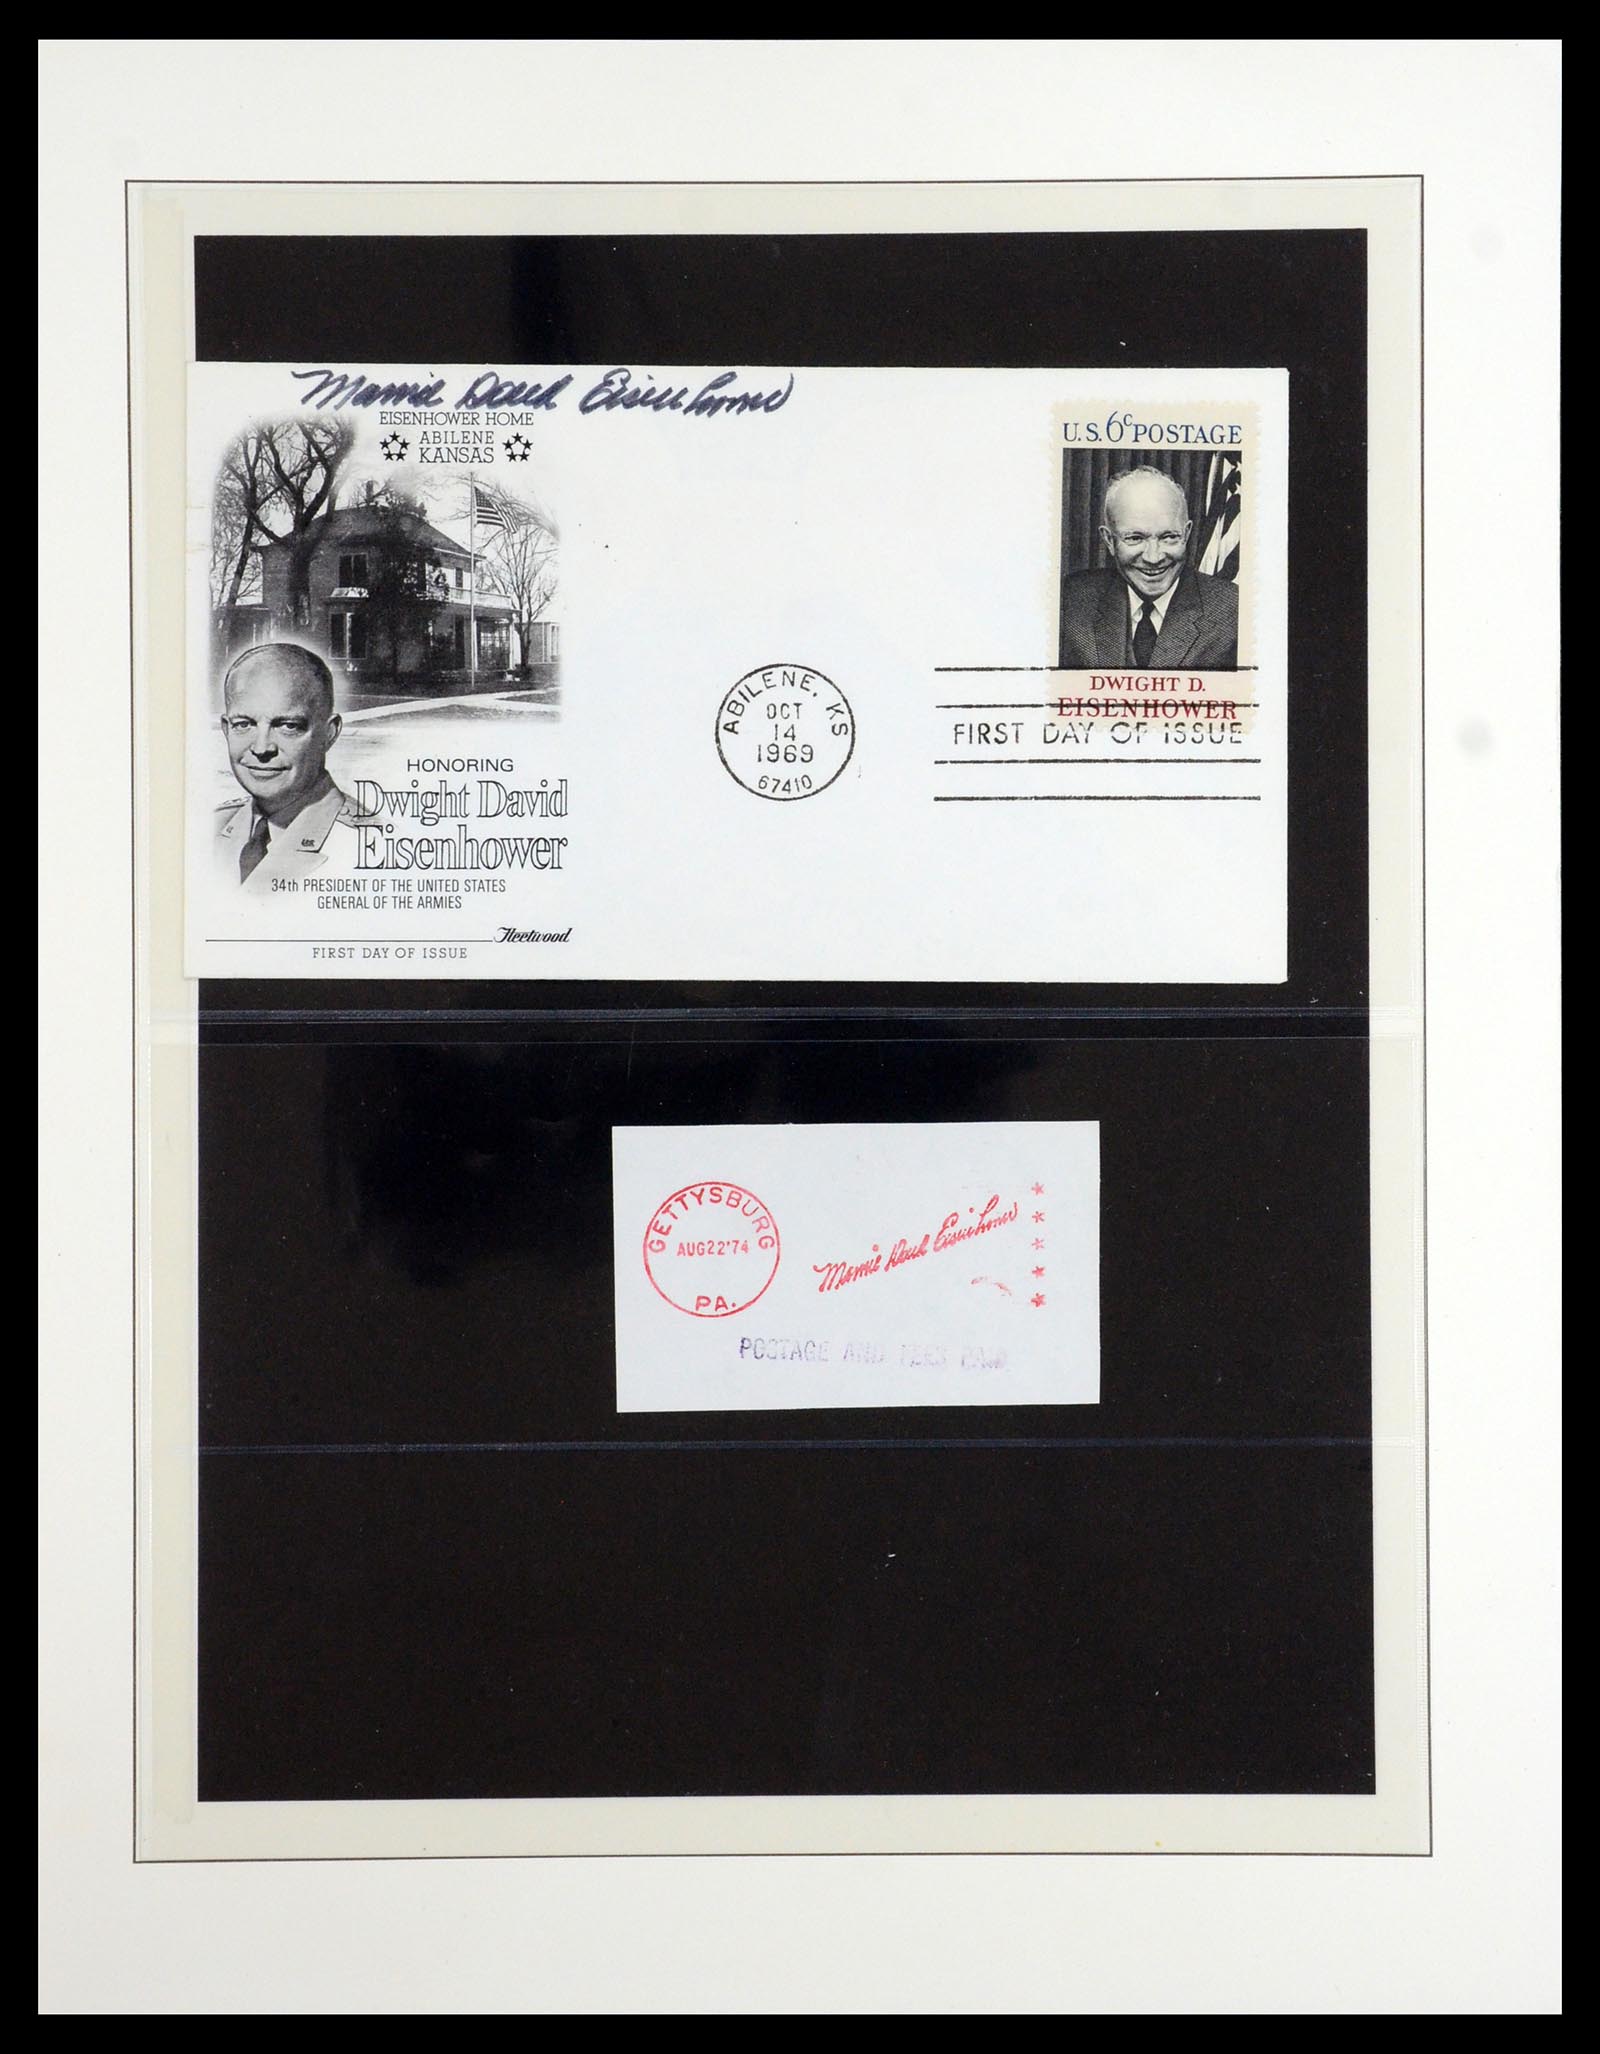 Mamie Doud Eisenhower
EISENHOWER HOME
ABILENE
KANSAS
U.S. 6c POSTAGE
DWIGHT D.
EISENHOWER
ABILENE, KS
OCT
14
1969
67410
FIRST DAY OF ISSUE
HONORING
Dwight David
Eisenhower
34th PRESIDENT OF THE UNITED STATES
GENERAL OF THE ARMIES
Fleetwood
FIRST DAY OF ISSUE
GETTYSBURG
AUG22'74
PA.
Mamie Doud Eisenhower
POSTAGE AND FEES PAID